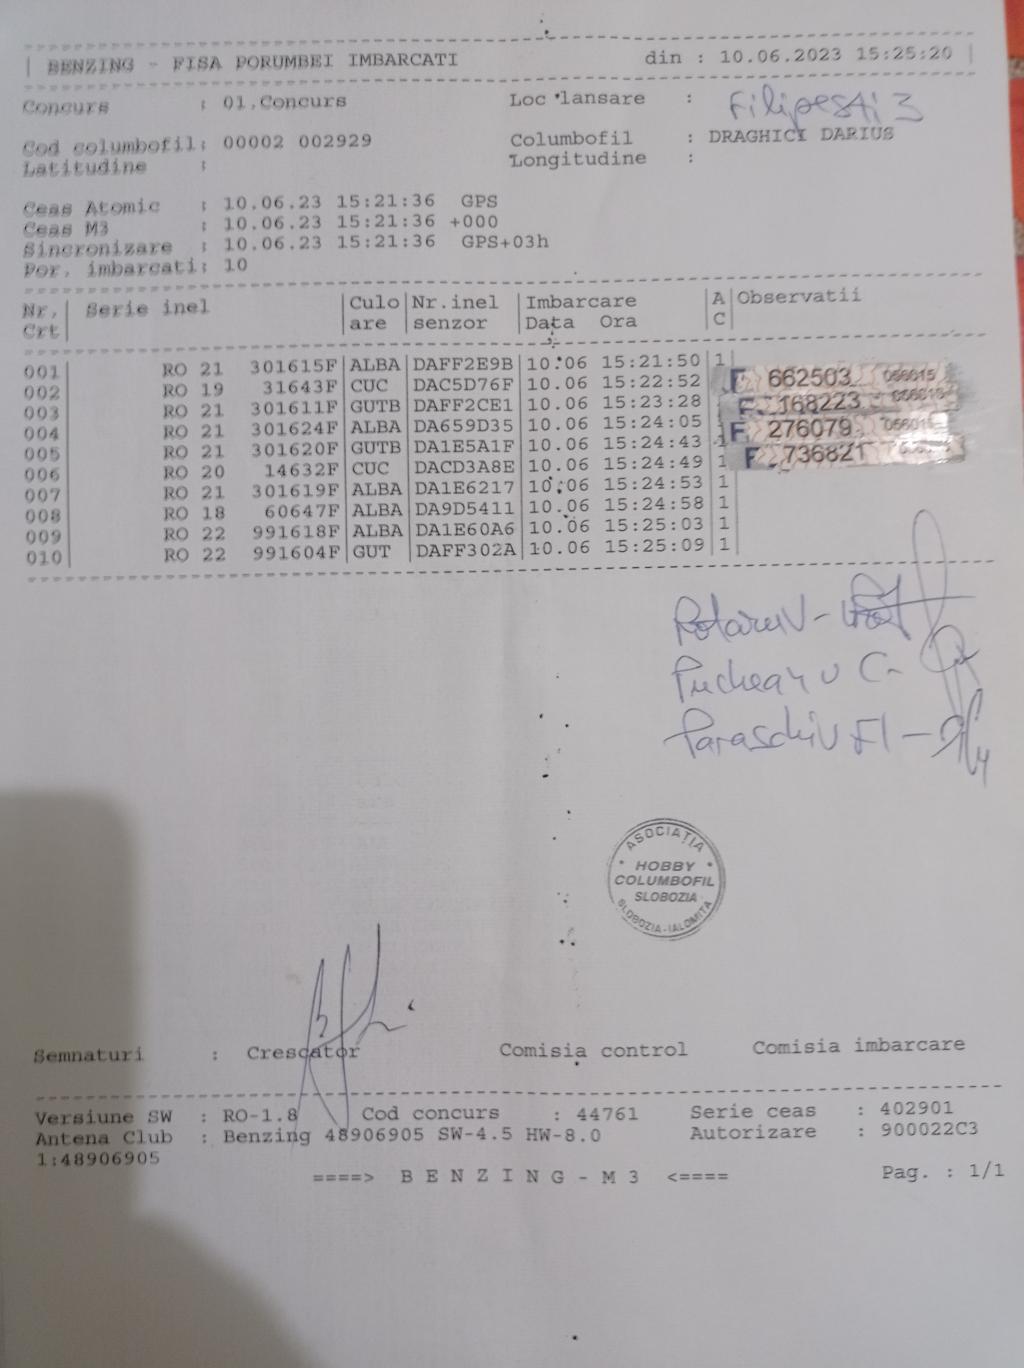 | BENZING - FISA PORUMBEI IMBARCATI din : 10.06.2023 15:25:20 |
Concurs : 01.Concurs Loc lansare : Filipesti 3
Cod columbofil: 00002 002929 Columbofil : DRAGHICI DARIUS
Latitudine : Longitudine :
Ceas Atomic : 10.06.23 15:21:36 GPS
Ceas M3 : 10.06.23 15:21:36 +000
Sincronizare : 10.06.23 15:21:36 GPS+03h
Por. imbarcati: 10
Nr. | Serie inel | Culo | Nr.inel | Imbarcare | A | Observatii
Crt | | are | senzor | Data Ora | C |
001 | RO 21 301615F | ALBA | DAFF2E9B | 10.06 15:21:50 | 1 | F 662503 066015
002 | RO 19 31643F | CUC | DAC5D76F | 10.06 15:22:52 | 1 | F 168223
003 | RO 21 301611F | GUTB | DAFF2CE1 | 10.06 15:23:28 | 1 | F 276079
004 | RO 21 301624F | ALBA | DA659D35 | 10.06 15:24:05 | 1 | F 736821
005 | RO 21 301620F | GUTB | DA1E5A1F | 10.06 15:24:43 | 1 |
006 | RO 20 14632F | CUC | DACD3A8E | 10.06 15:24:49 | 1 |
007 | RO 21 301619F | ALBA | DA1E6217 | 10.06 15:24:53 | 1 |
008 | RO 18 60647F | ALBA | DA9D5411 | 10.06 15:24:58 | 1 |
009 | RO 22 991618F | ALBA | DA1E60A6 | 10.06 15:25:03 | 1 |
010 | RO 22 991604F | GUT | DAFF302A | 10.06 15:25:09 | 1 |
Rotaru V -
Pucheanu C -
Paraschiv Fl -
ASOCIAȚIA
HOBBY
COLUMBOFIL
SLOBOZIA
SLOBOZIA - IALOMITA
Semnaturi : Crescator Comisia control Comisia imbarcare
Versiune SW : RO-1.8 Cod concurs : 44761 Serie ceas : 402901
Antena Club : Benzing 48906905 SW-4.5 HW-8.0 Autorizare : 900022C3
1:48906905
====> B E N Z I N G - M 3 <==== Pag. : 1/1